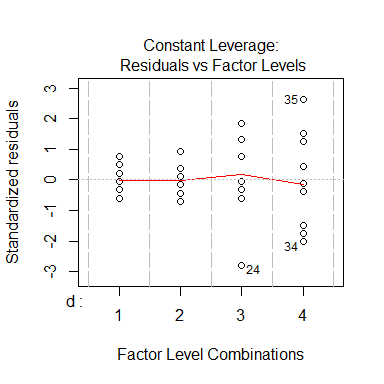 Constant Leverage:
Residuals vs Factor Levels
Standardized residuals
3
2
1
0
-1
-2
-3
35
34
24
d :
1 2 3 4
Factor Level Combinations